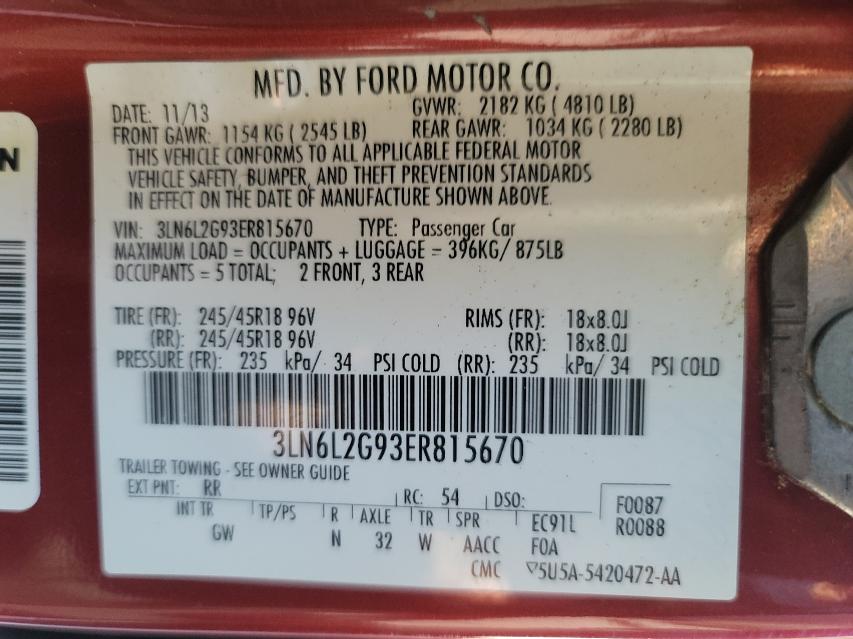 N
MFD. BY FORD MOTOR CO.
DATE: 11/13 GVWR: 2182 KG ( 4810 LB)
FRONT GAWR: 1154 KG ( 2545 LB) REAR GAWR: 1034 KG ( 2280 LB)
THIS VEHICLE CONFORMS TO ALL APPLICABLE FEDERAL MOTOR
VEHICLE SAFETY, BUMPER, AND THEFT PREVENTION STANDARDS
IN EFFECT ON THE DATE OF MANUFACTURE SHOWN ABOVE.
VIN: 3LN6L2G93ER815670 TYPE: Passenger Car
MAXIMUM LOAD = OCCUPANTS + LUGGAGE = 396KG/ 875LB
OCCUPANTS = 5 TOTAL; 2 FRONT, 3 REAR
TIRE (FR): 245/45R18 96V RIMS (FR): 18x8.0J
(RR): 245/45R18 96V (RR): 18x8.0J
PRESSURE (FR): 235 kPa/ 34 PSI COLD (RR): 235 kPa/ 34 PSI COLD
3LN6L2G93ER815670
TRAILER TOWING - SEE OWNER GUIDE
EXT PNT: RR RC: 54 DSO: F0087
INT TR TP/PS R AXLE TR SPR EC91L R0088
GW N 32 W AACC FOA
CMC ▽5U5A-5420472-AA